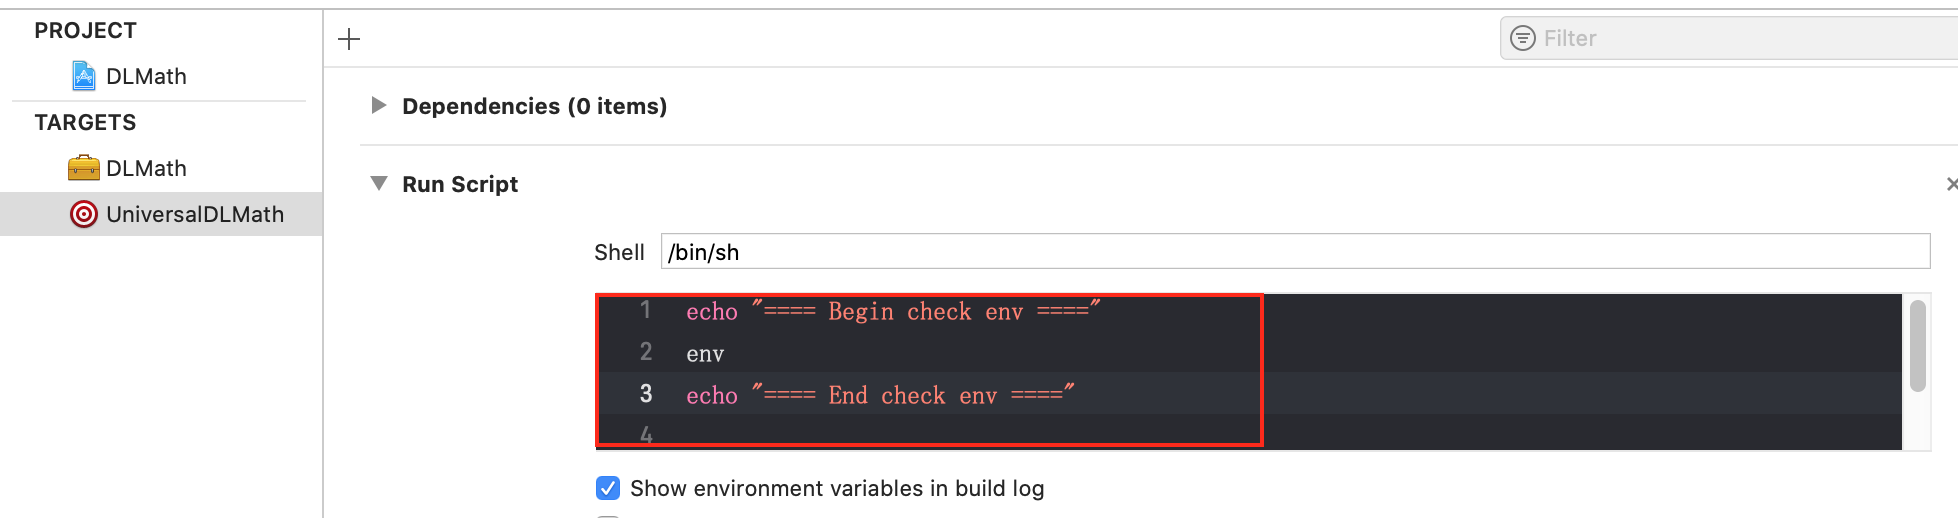 PROJECT
DLMath
TARGETS
DLMath
UniversalDLMath
Filter
Dependencies (0 items)
Run Script
Shell /bin/sh
1 echo "==== Begin check env ===="
2 env
3 echo "==== End check env ===="
4
Show environment variables in build log